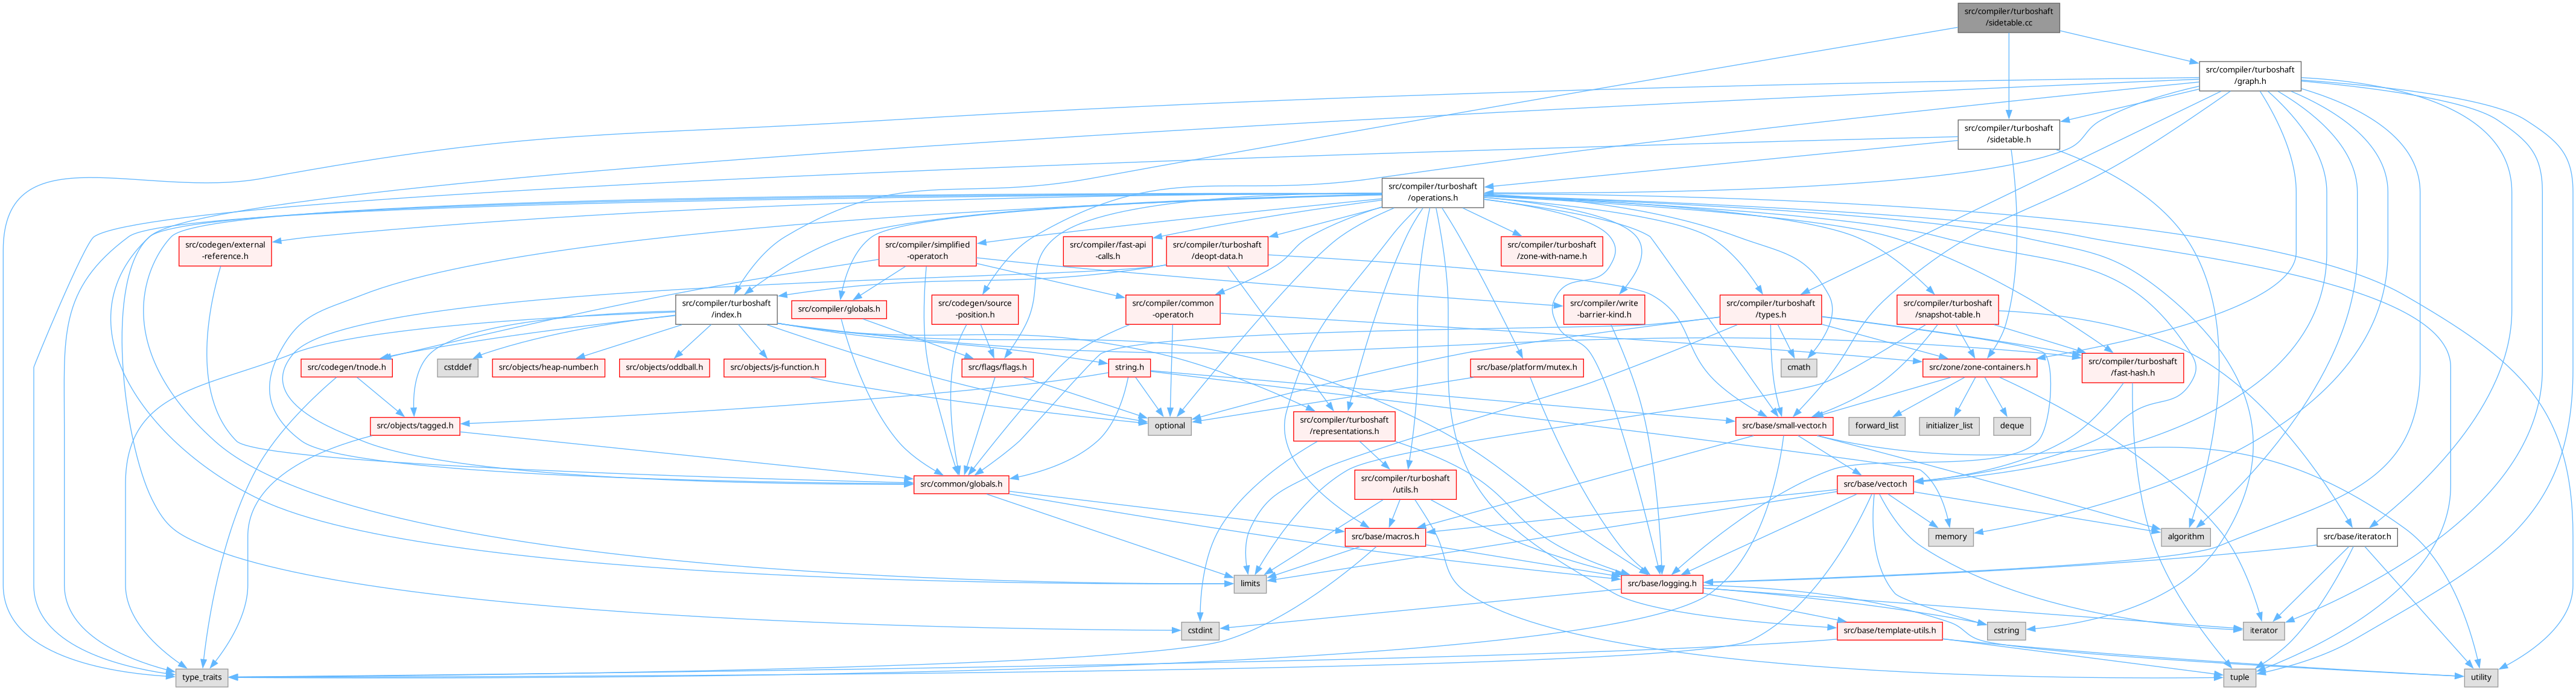 src/compiler/turboshaft
/sidetable.cc
src/compiler/turboshaft
/graph.h
src/compiler/turboshaft
/sidetable.h
src/compiler/turboshaft
/operations.h
src/codegen/external
-reference.h
src/compiler/simplified
-operator.h
src/compiler/fast-api
-calls.h
src/compiler/turboshaft
/deopt-data.h
src/compiler/turboshaft
/zone-with-name.h
src/compiler/turboshaft
/index.h
src/compiler/globals.h
src/codegen/source
-position.h
src/compiler/common
-operator.h
src/compiler/write
-barrier-kind.h
src/compiler/turboshaft
/types.h
src/compiler/turboshaft
/snapshot-table.h
src/codegen/tnode.h
cstddef
src/objects/heap-number.h
src/objects/oddball.h
src/objects/js-function.h
src/flags/flags.h
string.h
src/base/platform/mutex.h
cmath
src/zone/zone-containers.h
src/compiler/turboshaft
/fast-hash.h
src/objects/tagged.h
optional
src/compiler/turboshaft
/representations.h
src/base/small-vector.h
forward_list
initializer_list
deque
src/common/globals.h
src/compiler/turboshaft
/utils.h
src/base/vector.h
src/base/macros.h
memory
algorithm
src/base/iterator.h
limits
src/base/logging.h
cstdint
src/base/template-utils.h
cstring
iterator
type_traits
tuple
utility